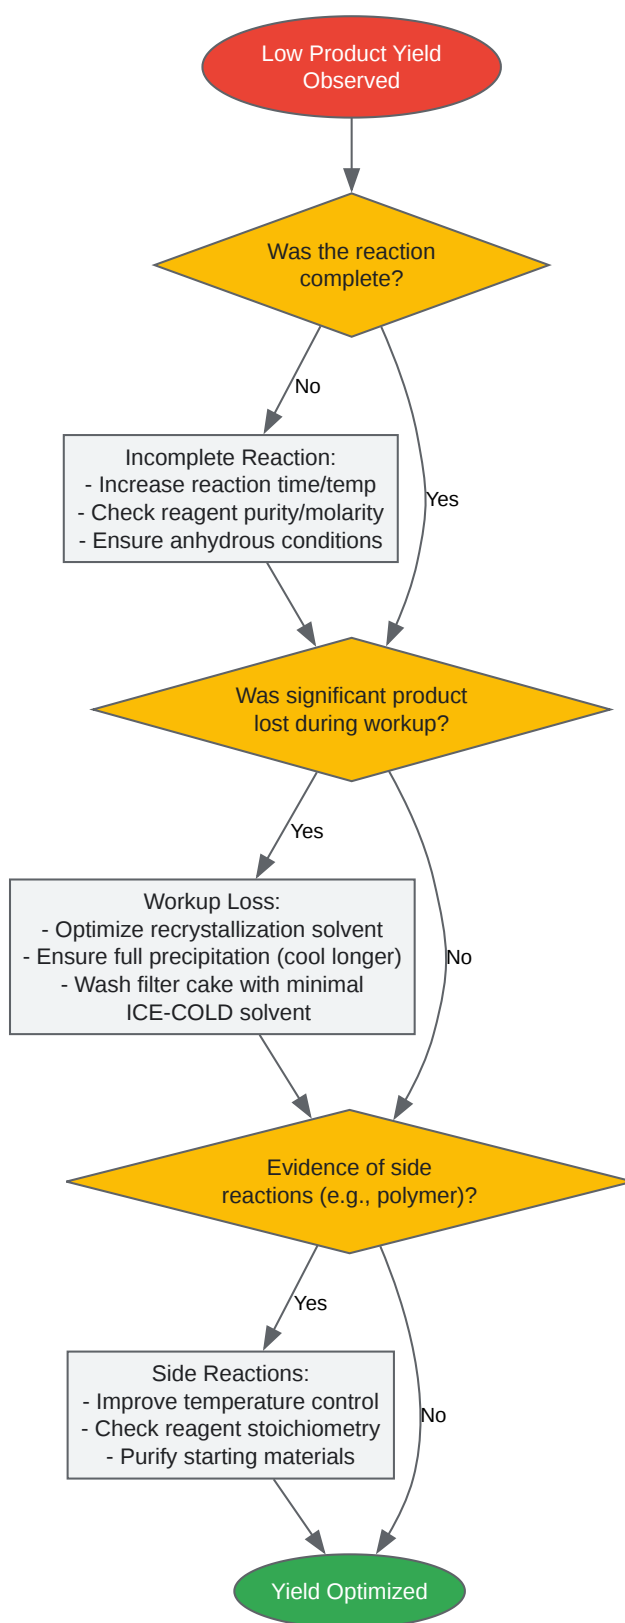 Low Product Yield
Observed
Was the reaction
complete?
No
Incomplete Reaction:
- Increase reaction time/temp
- Check reagent purity/molarity
- Ensure anhydrous conditions
Yes
Was significant product
lost during workup?
Yes
Workup Loss:
- Optimize recrystallization solvent
- Ensure full precipitation (cool longer)
- Wash filter cake with minimal
ICE-COLD solvent
No
Evidence of side
reactions (e.g., polymer)?
Yes
Side Reactions:
- Improve temperature control
- Check reagent stoichiometry
- Purify starting materials
No
Yield Optimized